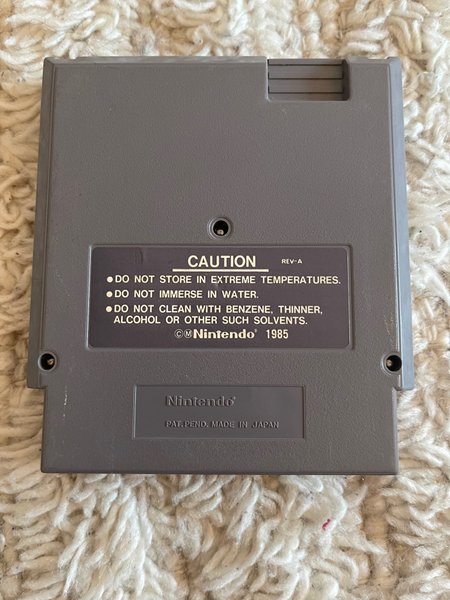 CAUTION REV-A
●DO NOT STORE IN EXTREME TEMPERATURES.
●DO NOT IMMERSE IN WATER.
●DO NOT CLEAN WITH BENZENE, THINNER,
ALCOHOL OR OTHER SUCH SOLVENTS.
©ⓂNintendo® 1985
Nintendo®
PAT. PEND. MADE IN JAPAN